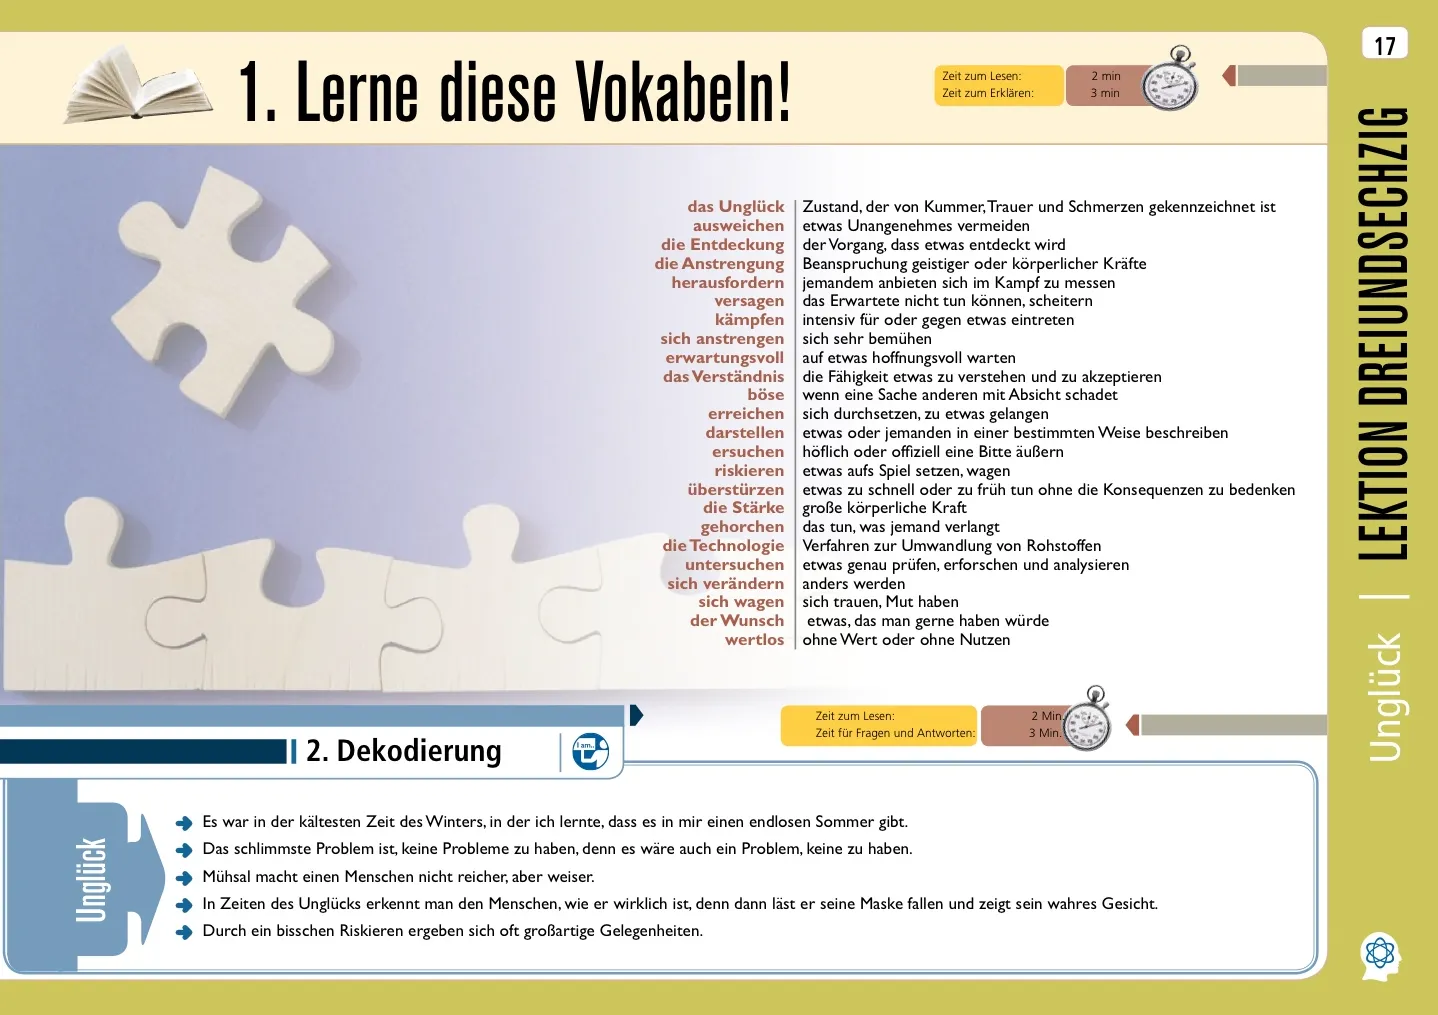 17
1. Lerne diese Vokabeln!
Zeit zum Lesen: 2 min
Zeit zum Erklären: 3 min
das Unglück Zustand, der von Kummer, Trauer und Schmerzen gekennzeichnet ist
ausweichen etwas Unangenehmes vermeiden
die Entdeckung der Vorgang, dass etwas entdeckt wird
die Anstrengung Beanspruchung geistiger oder körperlicher Kräfte
herausfordern jemandem anbieten sich im Kampf zu messen
versagen das Erwartete nicht tun können, scheitern
kämpfen intensiv für oder gegen etwas eintreten
sich anstrengen sich sehr bemühen
erwartungsvoll auf etwas hoffnungsvoll warten
das Verständnis die Fähigkeit etwas zu verstehen und zu akzeptieren
böse wenn eine Sache anderen mit Absicht schadet
erreichen sich durchsetzen, zu etwas gelangen
darstellen etwas oder jemanden in einer bestimmten Weise beschreiben
ersuchen höflich oder offiziell eine Bitte äußern
riskieren etwas aufs Spiel setzen, wagen
überstürzen etwas zu schnell oder zu früh tun ohne die Konsequenzen zu bedenken
die Stärke große körperliche Kraft
gehorchen das tun, was jemand verlangt
die Technologie Verfahren zur Umwandlung von Rohstoffen
untersuchen etwas genau prüfen, erforschen und analysieren
sich verändern anders werden
sich wagen sich trauen, Mut haben
der Wunsch etwas, das man gerne haben würde
wertlos ohne Wert oder ohne Nutzen
Zeit zum Lesen: 2 Min.
Zeit für Fragen und Antworten: 3 Min.
2. Dekodierung
I am..
Unglück
Es war in der kältesten Zeit des Winters, in der ich lernte, dass es in mir einen endlosen Sommer gibt.
Das schlimmste Problem ist, keine Probleme zu haben, denn es wäre auch ein Problem, keine zu haben.
Mühsal macht einen Menschen nicht reicher, aber weiser.
In Zeiten des Unglücks erkennt man den Menschen, wie er wirklich ist, denn dann läst er seine Maske fallen und zeigt sein wahres Gesicht.
Durch ein bisschen Riskieren ergeben sich oft großartige Gelegenheiten.
Unglück | LEKTION DREIUNDSECHZIG